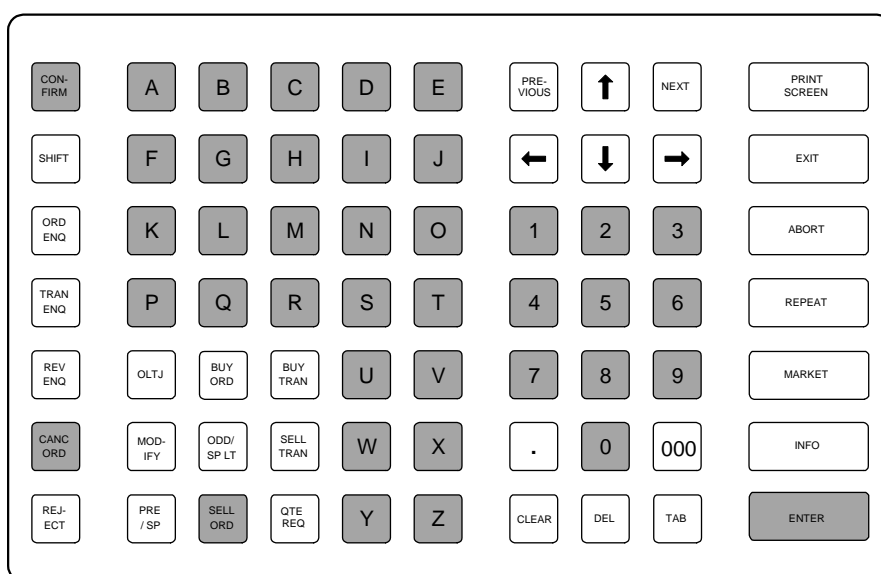 CON-
FIRM
A
B
C
D
E
PRE-
VIOUS
NEXT
PRINT
SCREEN
SHIFT
F
G
H
I
J
EXIT
ORD
ENQ
K
L
M
N
O
1
2
3
ABORT
TRAN
ENQ
P
Q
R
S
T
4
5
6
REPEAT
REV
ENQ
OLTJ
BUY
ORD
BUY
TRAN
U
V
7
8
9
MARKET
CANC
ORD
MOD-
IFY
ODD/
SP LT
SELL
TRAN
W
X
.
0
000
INFO
REJ-
ECT
PRE
/ SP
SELL
ORD
QTE
REQ
Y
Z
CLEAR
DEL
TAB
ENTER